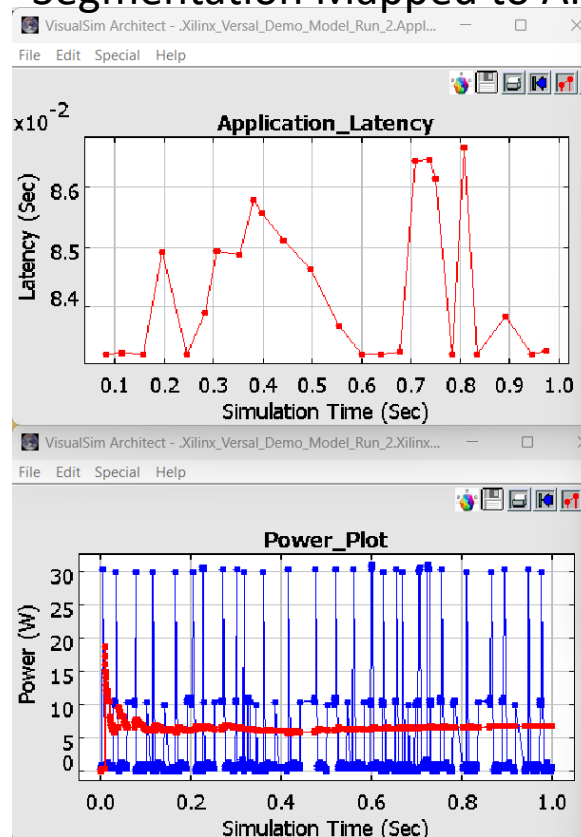 Segmentation Mapped to AI
VisualSim Architect - .Xilinx_Versal_Demo_Model_Run_2.Appl...
File Edit Special Help
x10-2
Application_Latency
Latency (Sec)
8.6
8.5
8.4
0.1 0.2 0.3 0.4 0.5 0.6 0.7 0.8 0.9 1.0
Simulation Time (Sec)
VisualSim Architect - .Xilinx_Versal_Demo_Model_Run_2.Xilinx...
File Edit Special Help
Power_Plot
Power (W)
30
25
20
15
10
5
0
0.0 0.2 0.4 0.6 0.8 1.0
Simulation Time (Sec)